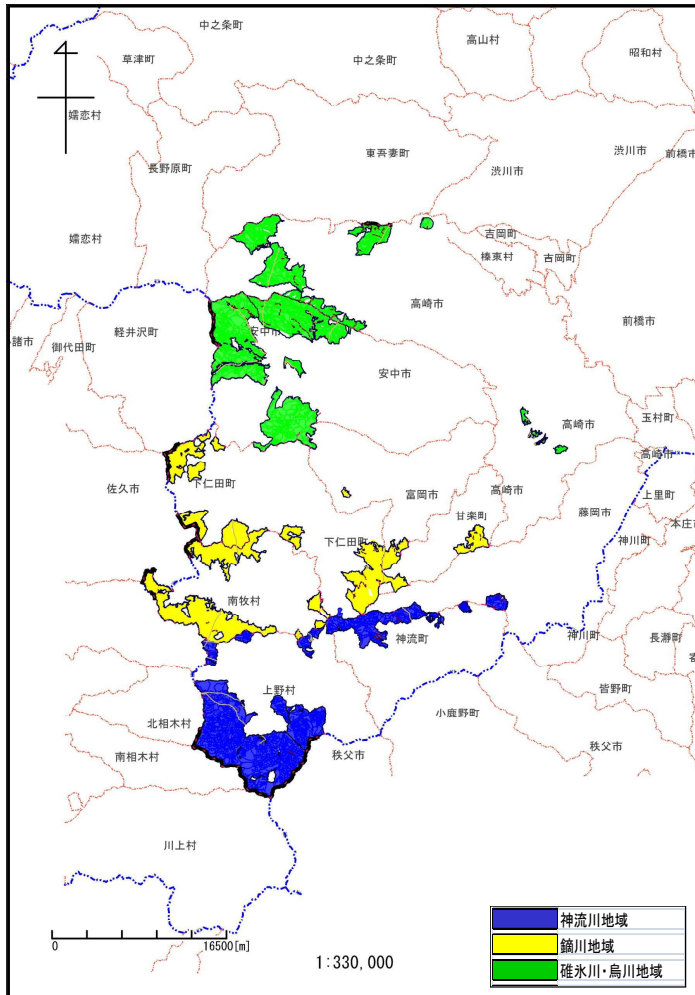 中之条町
高山村
昭和村
草津町
中之条町
嬬恋村
東吾妻町
渋川市
前橋市
長野原町
渋川市
嬬恋村
吉岡町
榛東村
吉岡町
高崎市
前橋市
軽井沢町
安中市
諸市
御代田町
安中市
高崎市
玉村町
高崎市
佐久市
下仁田町
富岡市
高崎市
上里町
甘楽町
藤岡市
本庄市
下仁田町
神川町
南牧村
神流町
神川町
長瀞町
上野村
皆野町
小鹿野町
北相木村
秩父市
秩父市
南相木村
川上村
神流川地域
鏑川地域
碓氷川・烏川地域
0 16500[m]
1:330,000